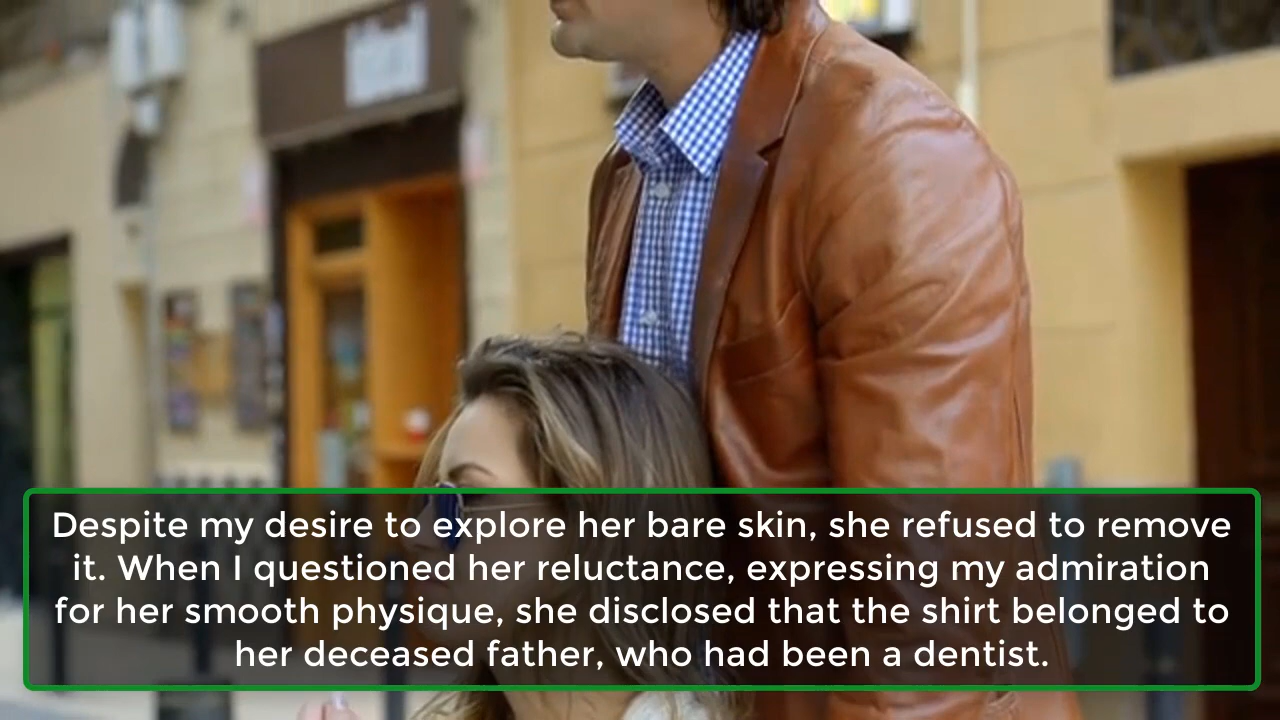 Despite my desire to explore her bare skin, she refused to remove
it. When I questioned her reluctance, expressing my admiration
for her smooth physique, she disclosed that the shirt belonged to
her deceased father, who had been a dentist.